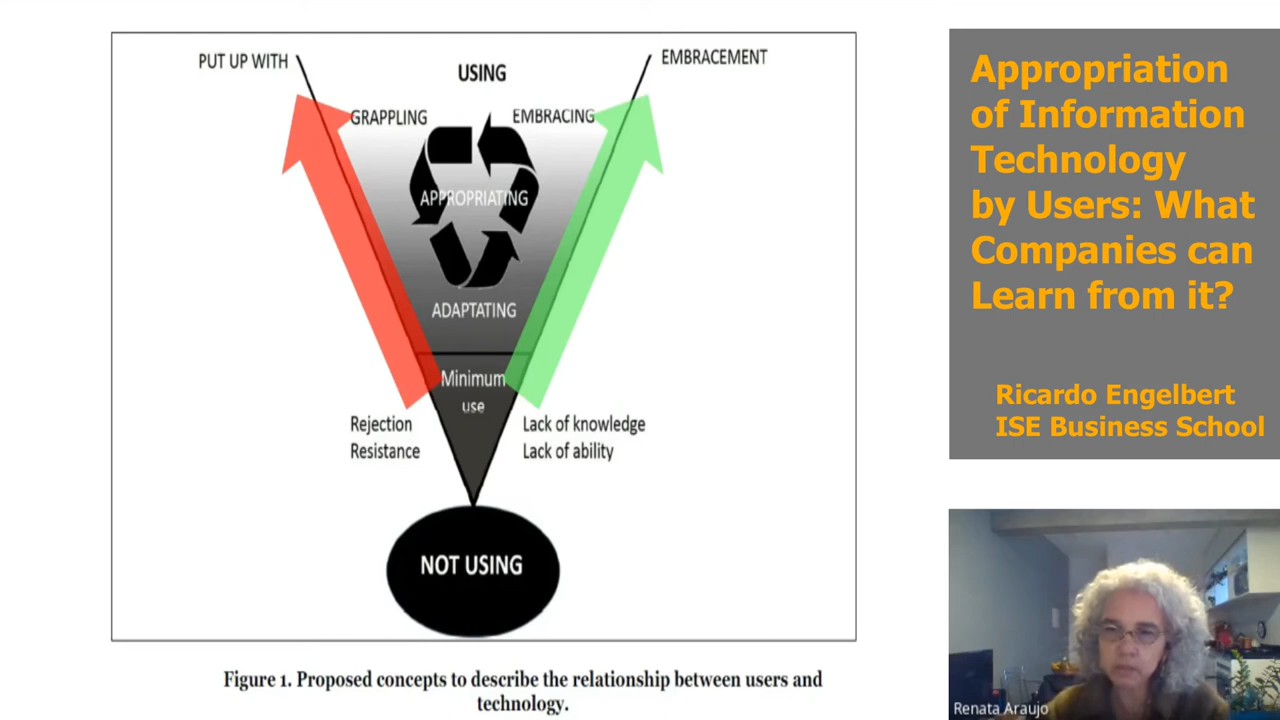 PUT UP WITH
USING
EMBRACEMENT
GRAPPLING
EMBRACING
APPROPRIATING
ADAPTATING
Minimum
use
Rejection
Resistance
Lack of knowledge
Lack of ability
NOT USING
Figure 1. Proposed concepts to describe the relationship between users and
technology.
Appropriation
of Information
Technology
by Users: What
Companies can
Learn from it?
Ricardo Engelbert
ISE Business School
Renata Araujo